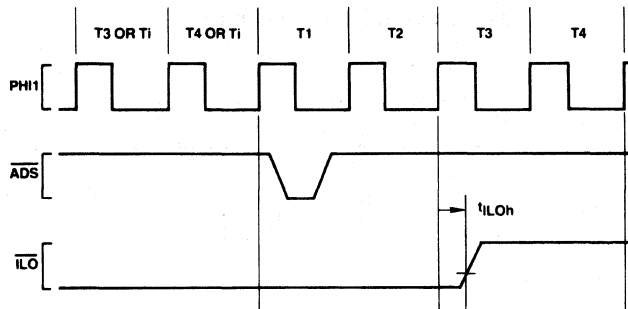 T3 OR Ti
T4 OR Ti
T1
T2
T3
T4
PHI1
ADS
tILOh
ILO